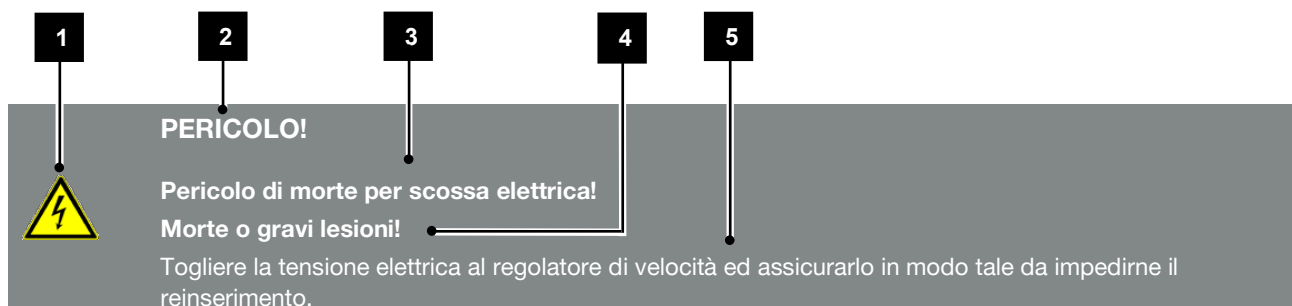 1 2 3 4 5
PERICOLO!
Pericolo di morte per scossa elettrica!
Morte o gravi lesioni!
Togliere la tensione elettrica al regolatore di velocità ed assicurarlo in modo tale da impedirne il
reinserimento.